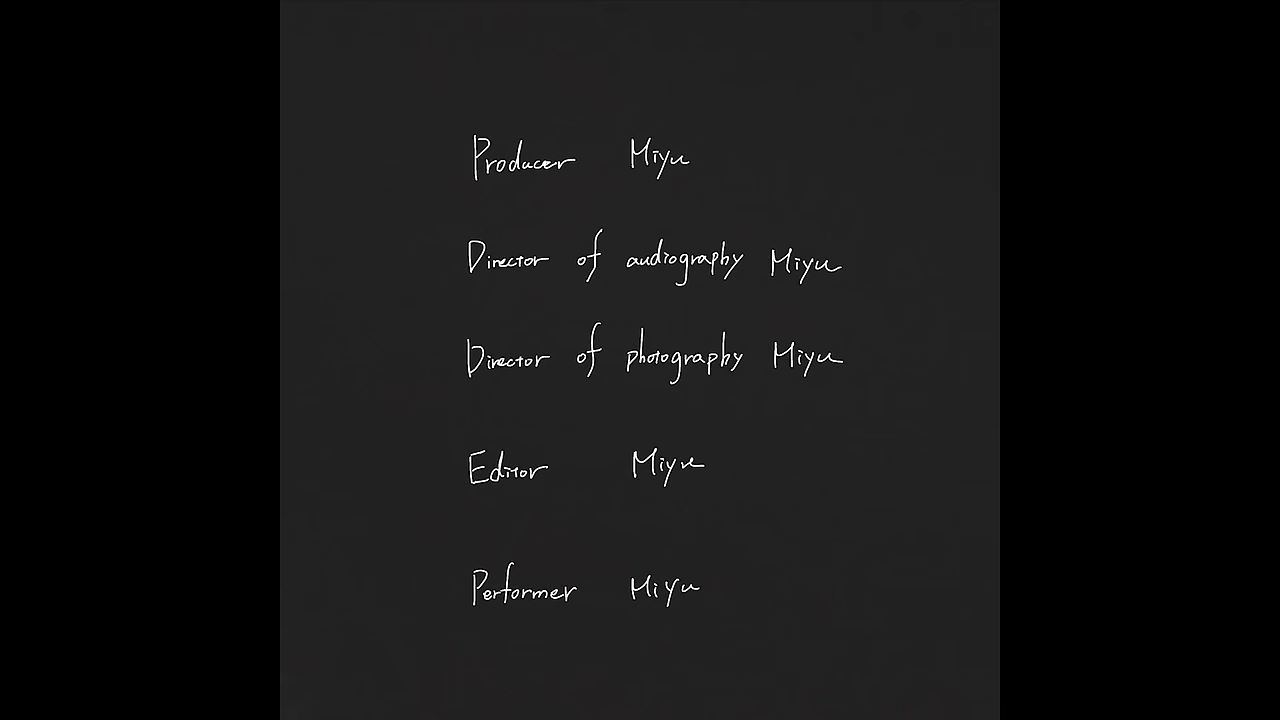 Producer Miyu
Director of audiography Miyu
Director of photography Miyu
Editor Miyu
Performer Miyu